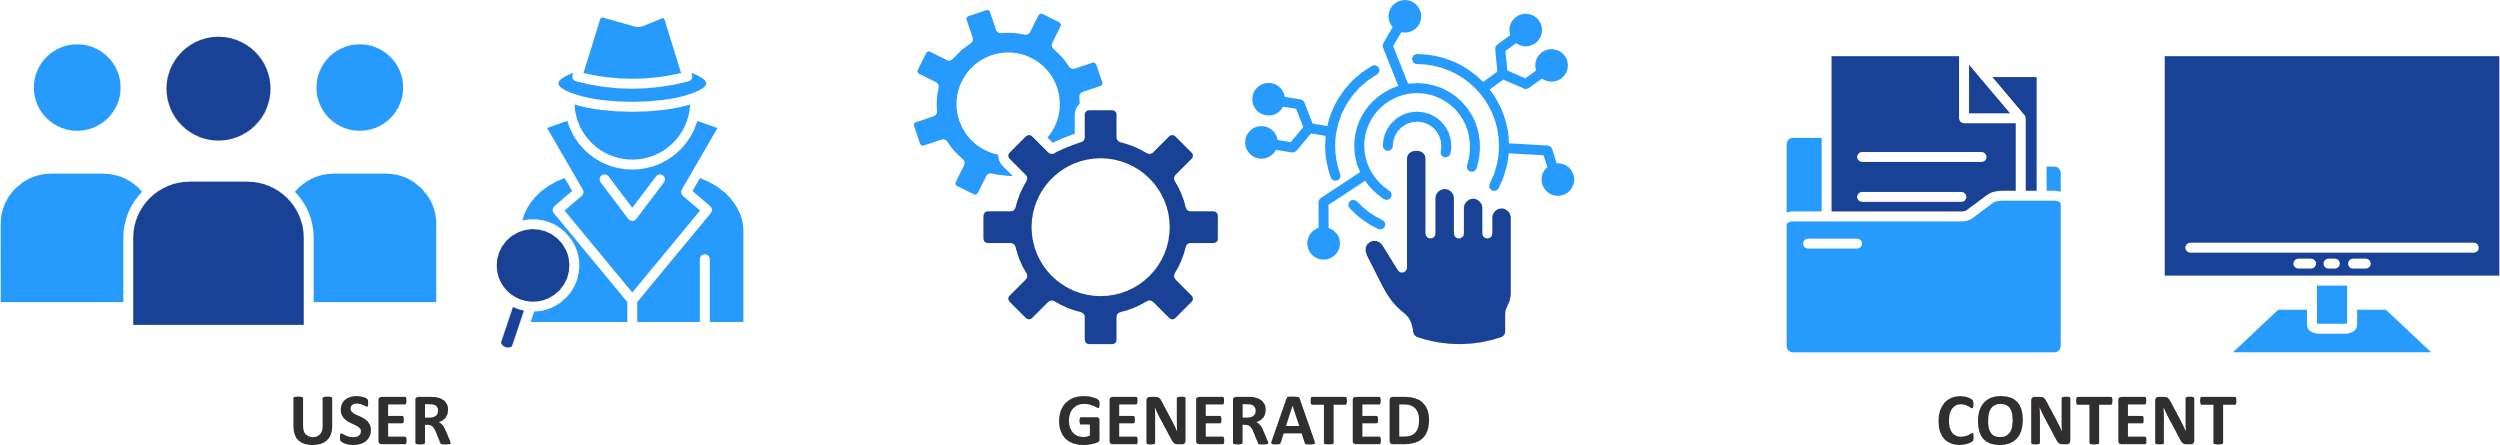 USER GENERATED CONTENT